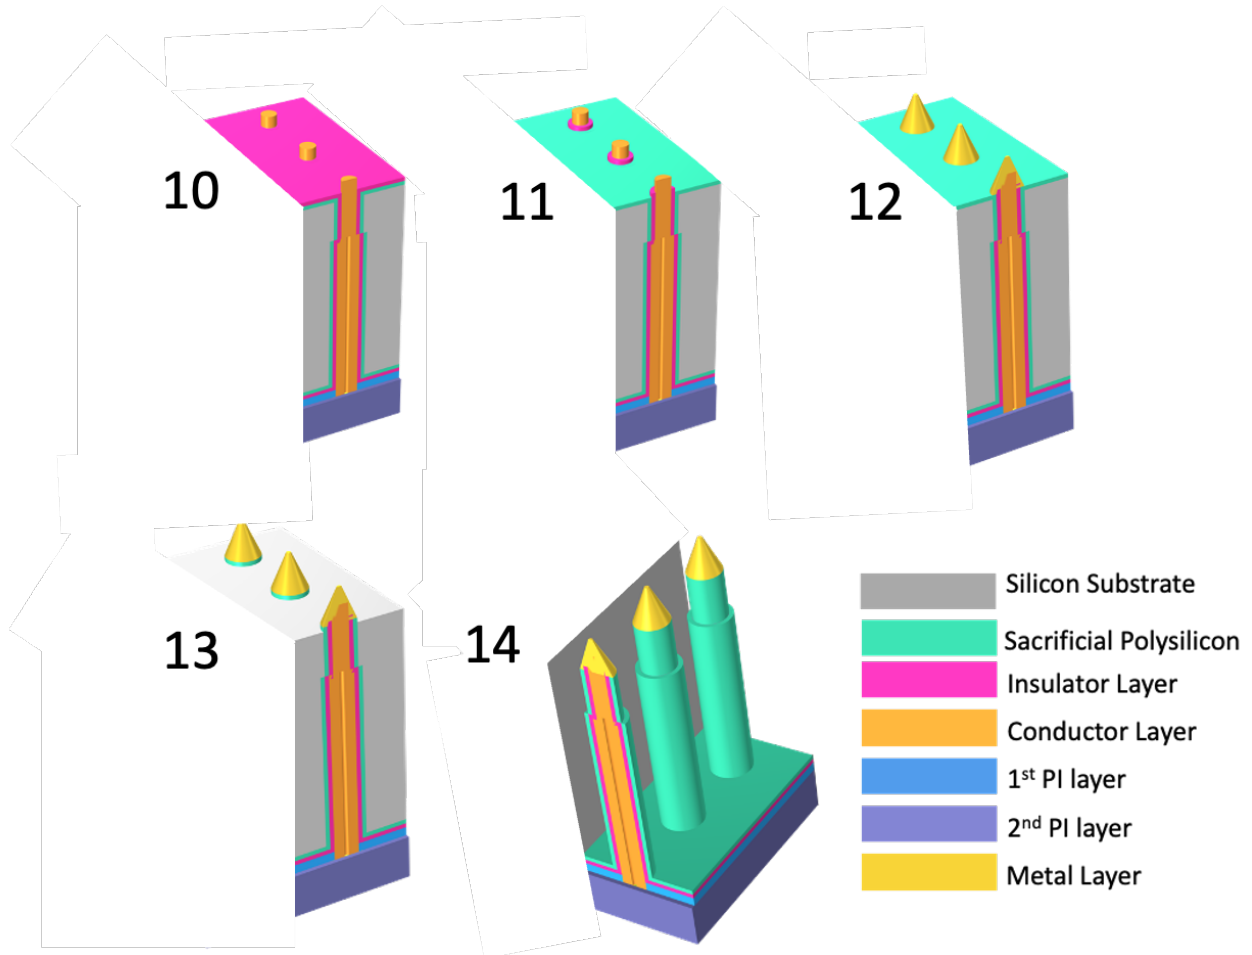 10
11
12
13
14
Silicon Substrate
Sacrificial Polysilicon
Insulator Layer
Conductor Layer
1st PI layer
2nd PI layer
Metal Layer